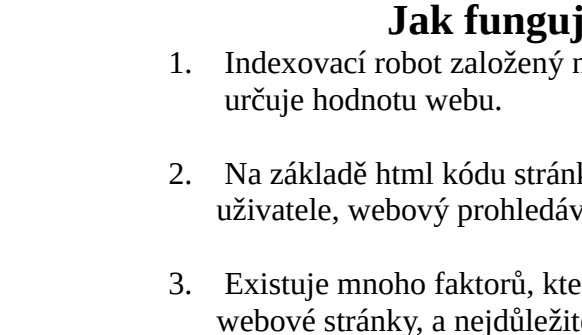 Jak funguj
1. Indexovací robot založený n
určuje hodnotu webu.
2. Na základě html kódu stránk
uživatele, webový prohledáv
3. Existuje mnoho faktorů, kte
webové stránky, a nejdůležite